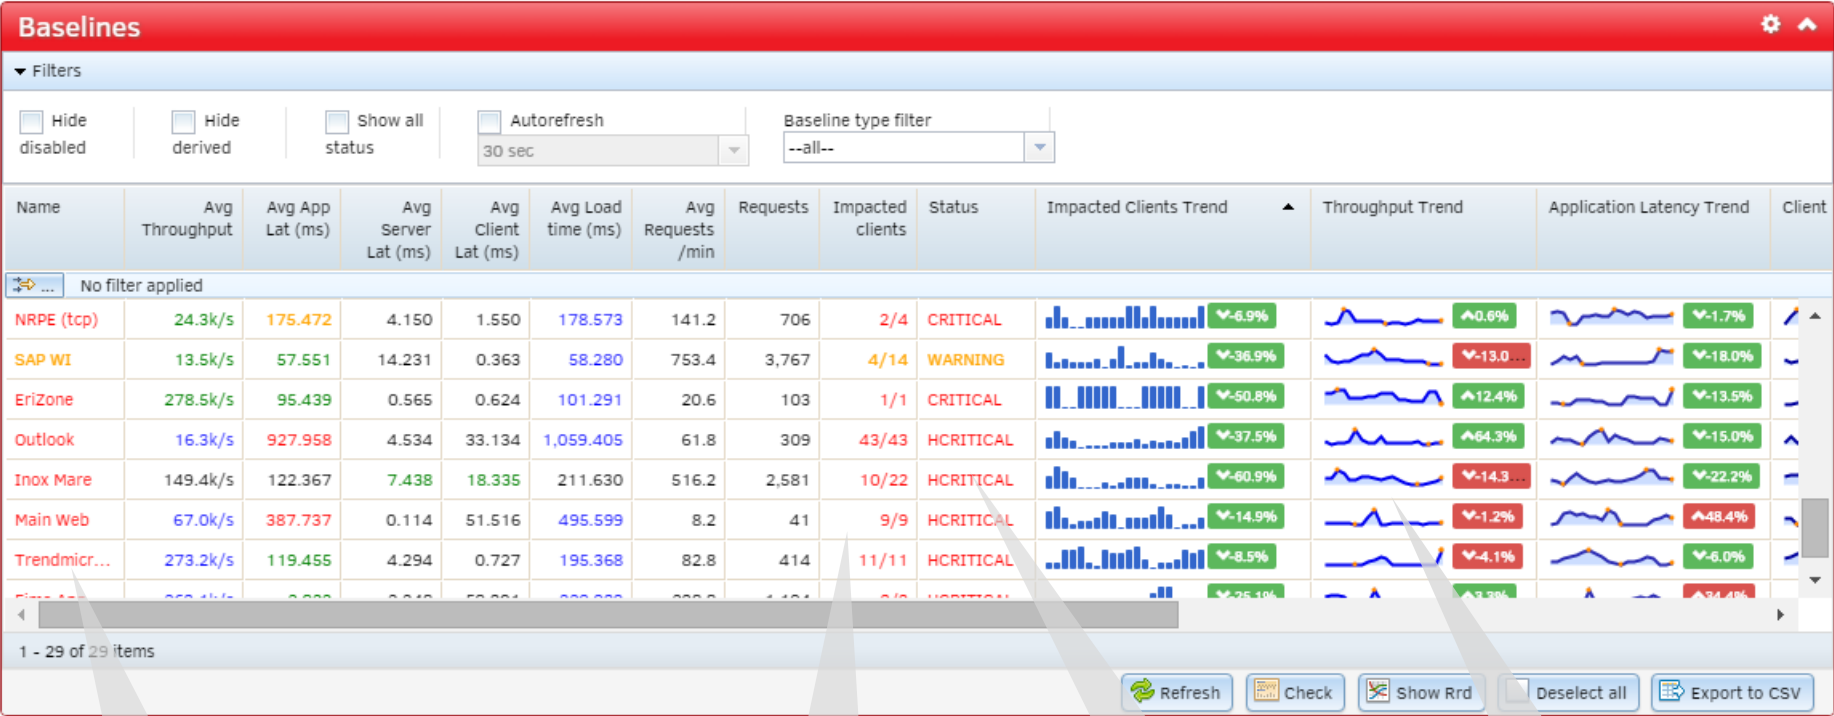 Baselines
Filters
Hide disabled
Hide derived
Show all status
Autorefresh
30 sec
Baseline type filter
--all--
Name Avg Throughput Avg App Lat (ms) Avg Server Lat (ms) Avg Client Lat (ms) Avg Load time (ms) Avg Requests /min Requests Impacted clients Status Impacted Clients Trend Throughput Trend Application Latency Trend Client
... No filter applied
NRPE (tcp) 24.3k/s 175.472 4.150 1.550 178.573 141.2 706 2/4 CRITICAL -6.9% 0.6% -1.7%
SAP WI 13.5k/s 57.551 14.231 0.363 58.280 753.4 3,767 4/14 WARNING -36.9% -13.0... -18.0%
EriZone 278.5k/s 95.439 0.565 0.624 101.291 20.6 103 1/1 CRITICAL -50.8% 12.4% -13.5%
Outlook 16.3k/s 927.958 4.534 33.134 1,059.405 61.8 309 43/43 HCRITICAL -37.5% 64.3% -15.0%
Inox Mare 149.4k/s 122.367 7.438 18.335 211.630 516.2 2,581 10/22 HCRITICAL -60.9% -14.3... -22.2%
Main Web 67.0k/s 387.737 0.114 51.516 495.599 8.2 41 9/9 HCRITICAL -14.9% -1.2% 48.4%
Trendmicr... 273.2k/s 119.455 4.294 0.727 195.368 82.8 414 11/11 HCRITICAL -8.5% -4.1% -6.0%
HCRITICAL -25.1% 3.3% 34.4%
1 - 29 of 29 items
Refresh
Check
Show Rrd
Deselect all
Export to CSV